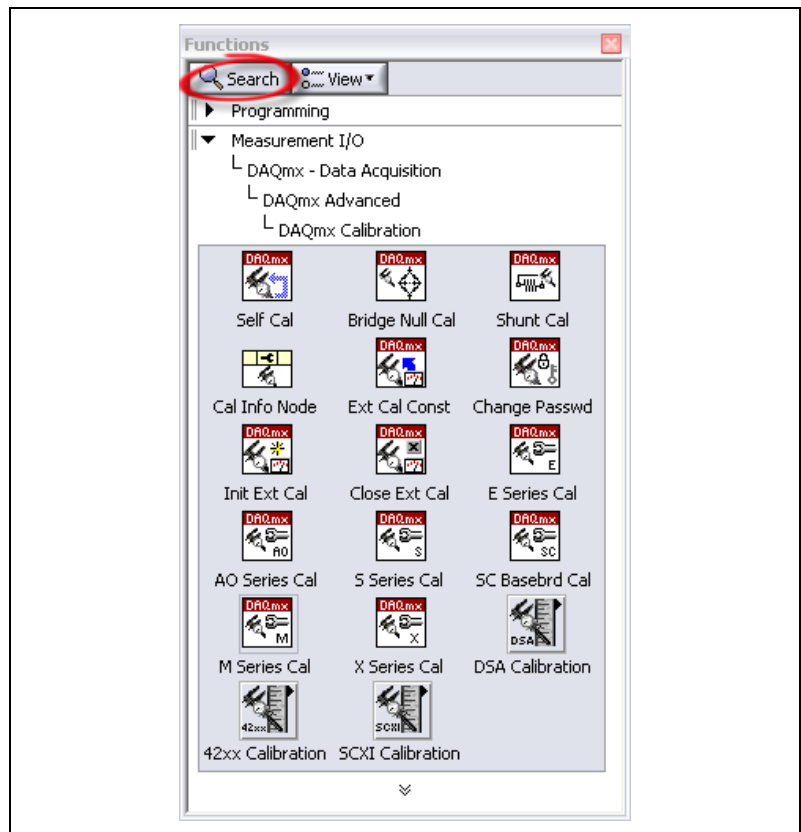 Functions
Search View
Programming
Measurement I/O
DAQmx - Data Acquisition
DAQmx Advanced
DAQmx Calibration
DAQmx DAQmx DAQmx
Self Cal Bridge Null Cal Shunt Cal
DAQmx DAQmx
Cal Info Node Ext Cal Const Change Passwd
DAQmx DAQmx DAQmx
E
Init Ext Cal Close Ext Cal E Series Cal
DAQmx DAQmx DAQmx
AO S SC
AO Series Cal S Series Cal SC Basebrd Cal
DAQmx DAQmx
M X DSA
M Series Cal X Series Cal DSA Calibration
42xx SCXI
42xx Calibration SCXI Calibration